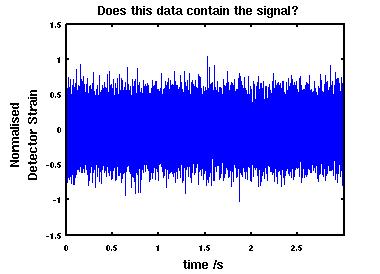 Does this data contain the signal?
1.5
1
0.5
0
-0.5
-1
-1.5
Normalised
Detector Strain
0 0.5 1 1.5 2 2.5
time /s